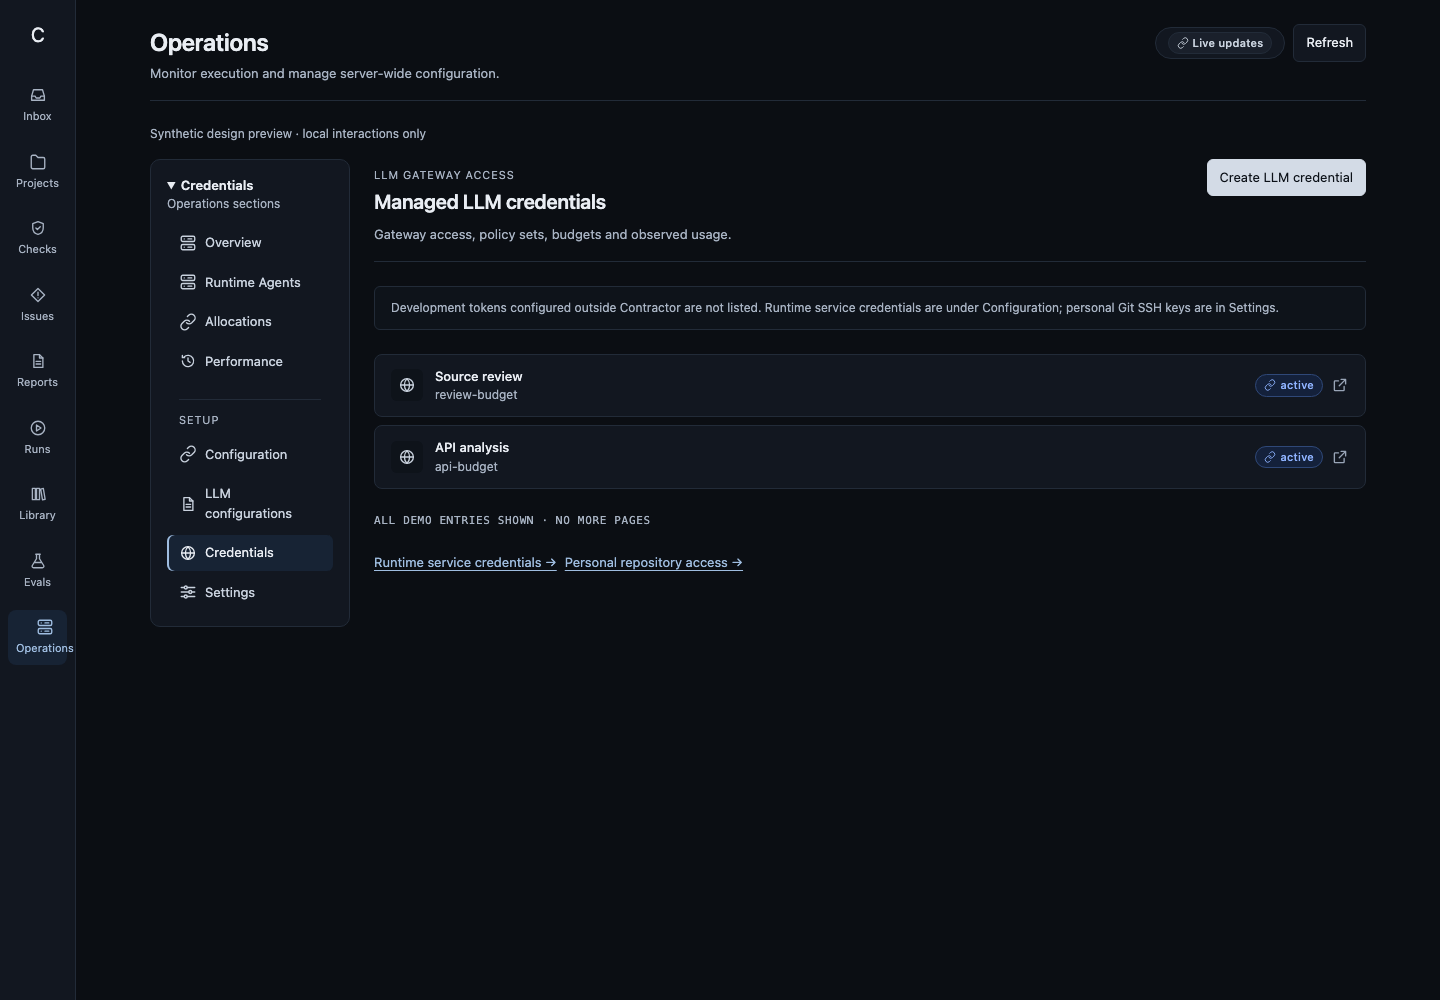 C
Inbox
Projects
Checks
Issues
Reports
Runs
Library
Evals
Operations
Operations
Monitor execution and manage server-wide configuration.
Live updates
Refresh
Synthetic design preview · local interactions only
▼ Credentials
Operations sections
Overview
Runtime Agents
Allocations
Performance
SETUP
Configuration
LLM
configurations
Credentials
Settings
LLM GATEWAY ACCESS
Managed LLM credentials
Gateway access, policy sets, budgets and observed usage.
Create LLM credential
Development tokens configured outside Contractor are not listed. Runtime service credentials are under Configuration; personal Git SSH keys are in Settings.
Source review
review-budget
active
API analysis
api-budget
active
ALL DEMO ENTRIES SHOWN · NO MORE PAGES
Runtime service credentials → Personal repository access →